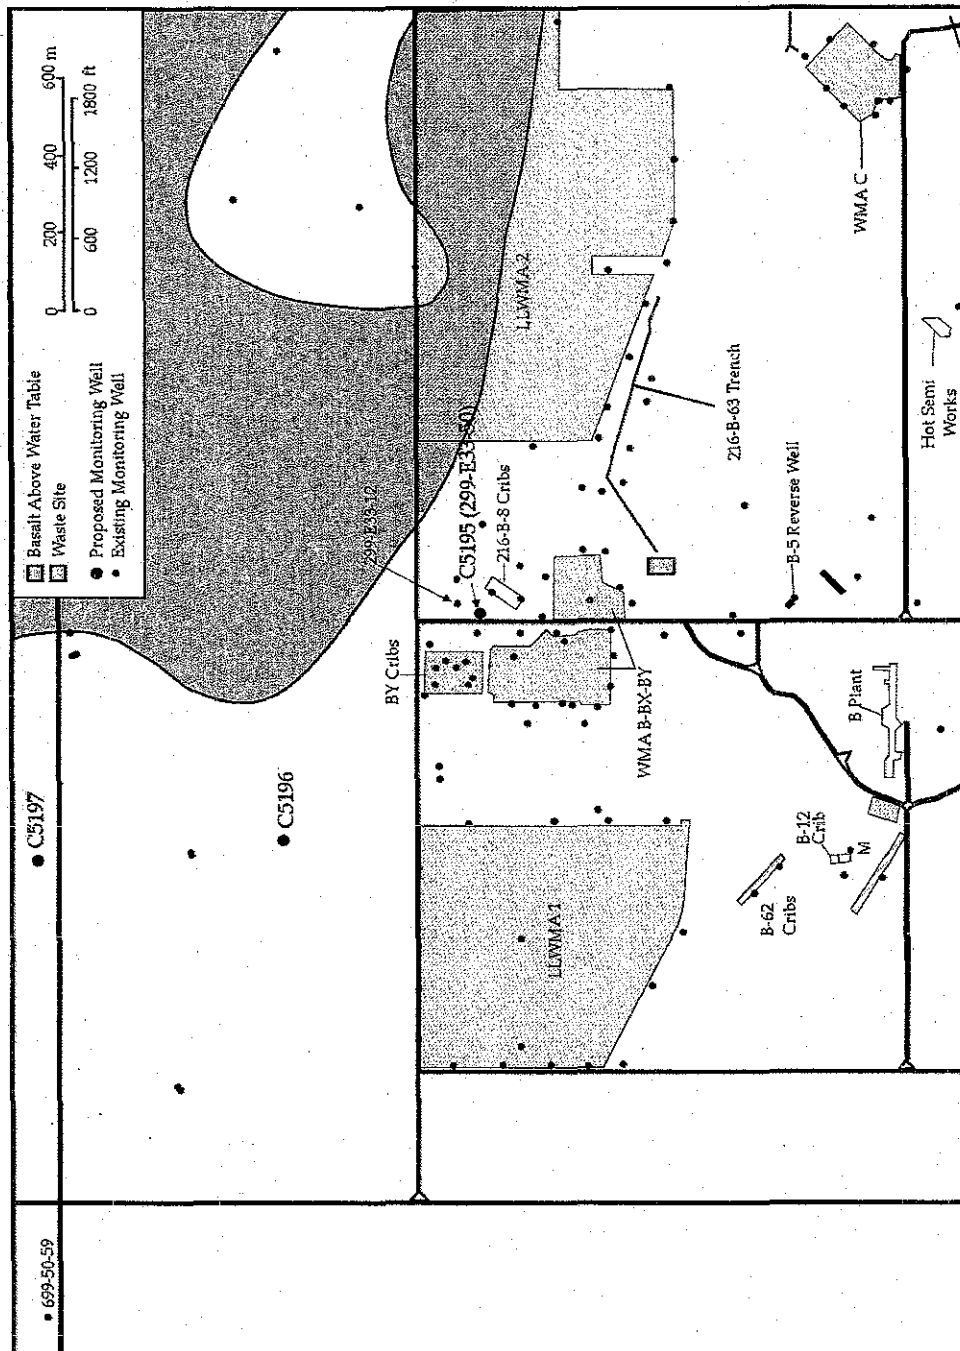 0
200
400
600 m
0
600
1200
1800 ft
Basalt Above Water Table
Waste Site
Proposed Monitoring Well
Existing Monitoring Well
699-50-59
C5197
C5196
299-E33-12
C5195 (299-E33-50)
216-B-8 Cribs
BY Cribs
LLWMA 2
216-B-63 Trench
WMA C
WMA B-BX-BY
LLWMA 1
B-5 Reverse Well
B Plant
B-12
Crib
M
B-62
Cribs
Hot Semi
Works